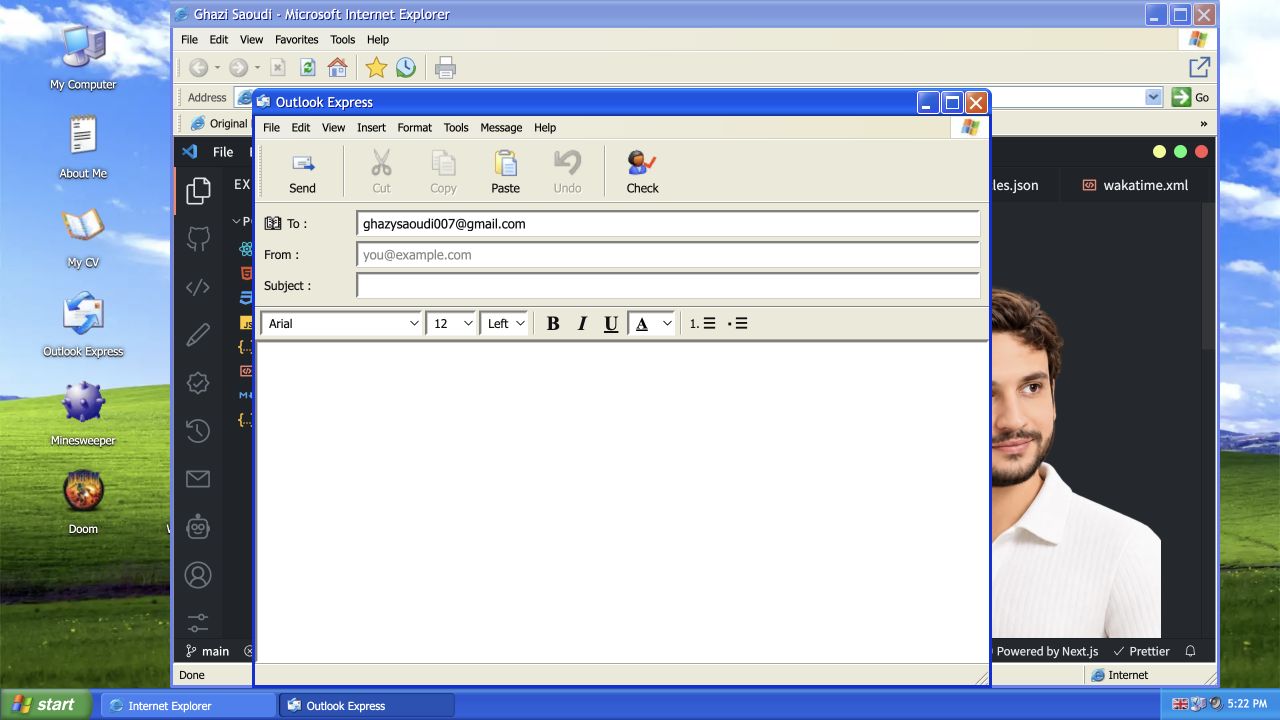 Ghazi Saoudi - Microsoft Internet Explorer
File Edit View Favorites Tools Help
Address
Go
Original
»
My Computer
About Me
My CV
Outlook Express
Minesweeper
Doom
Outlook Express
File Edit View Insert Format Tools Message Help
Send Cut Copy Paste Undo Check
To : ghazysaoudi007@gmail.com
From : you@example.com
Subject :
Arial 12 Left B I U A 1.
File
les.json wakatime.xml
EX
main
Powered by Next.js Prettier
Done
Internet
start Internet Explorer Outlook Express 5:22 PM